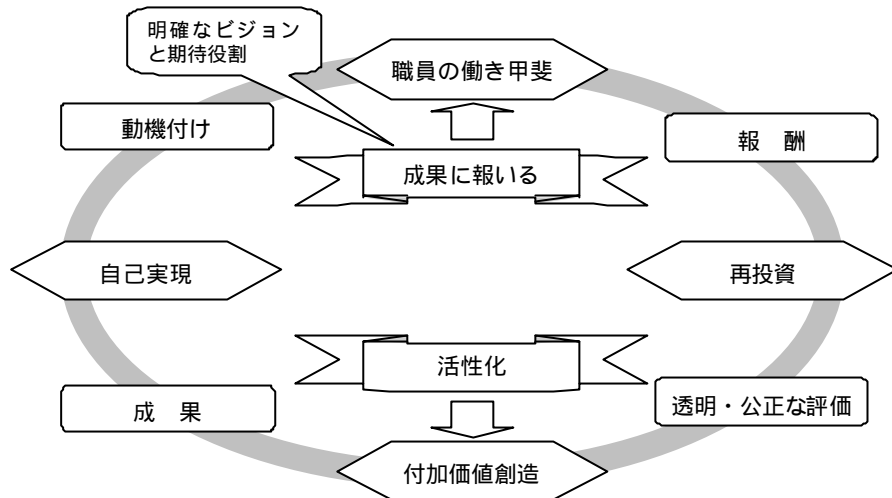 明確なビジョン
と期待役割
職員の働き甲斐
動機付け
報　酬
成果に報いる
自己実現
再投資
活性化
成　果
透明・公正な評価
付加価値創造